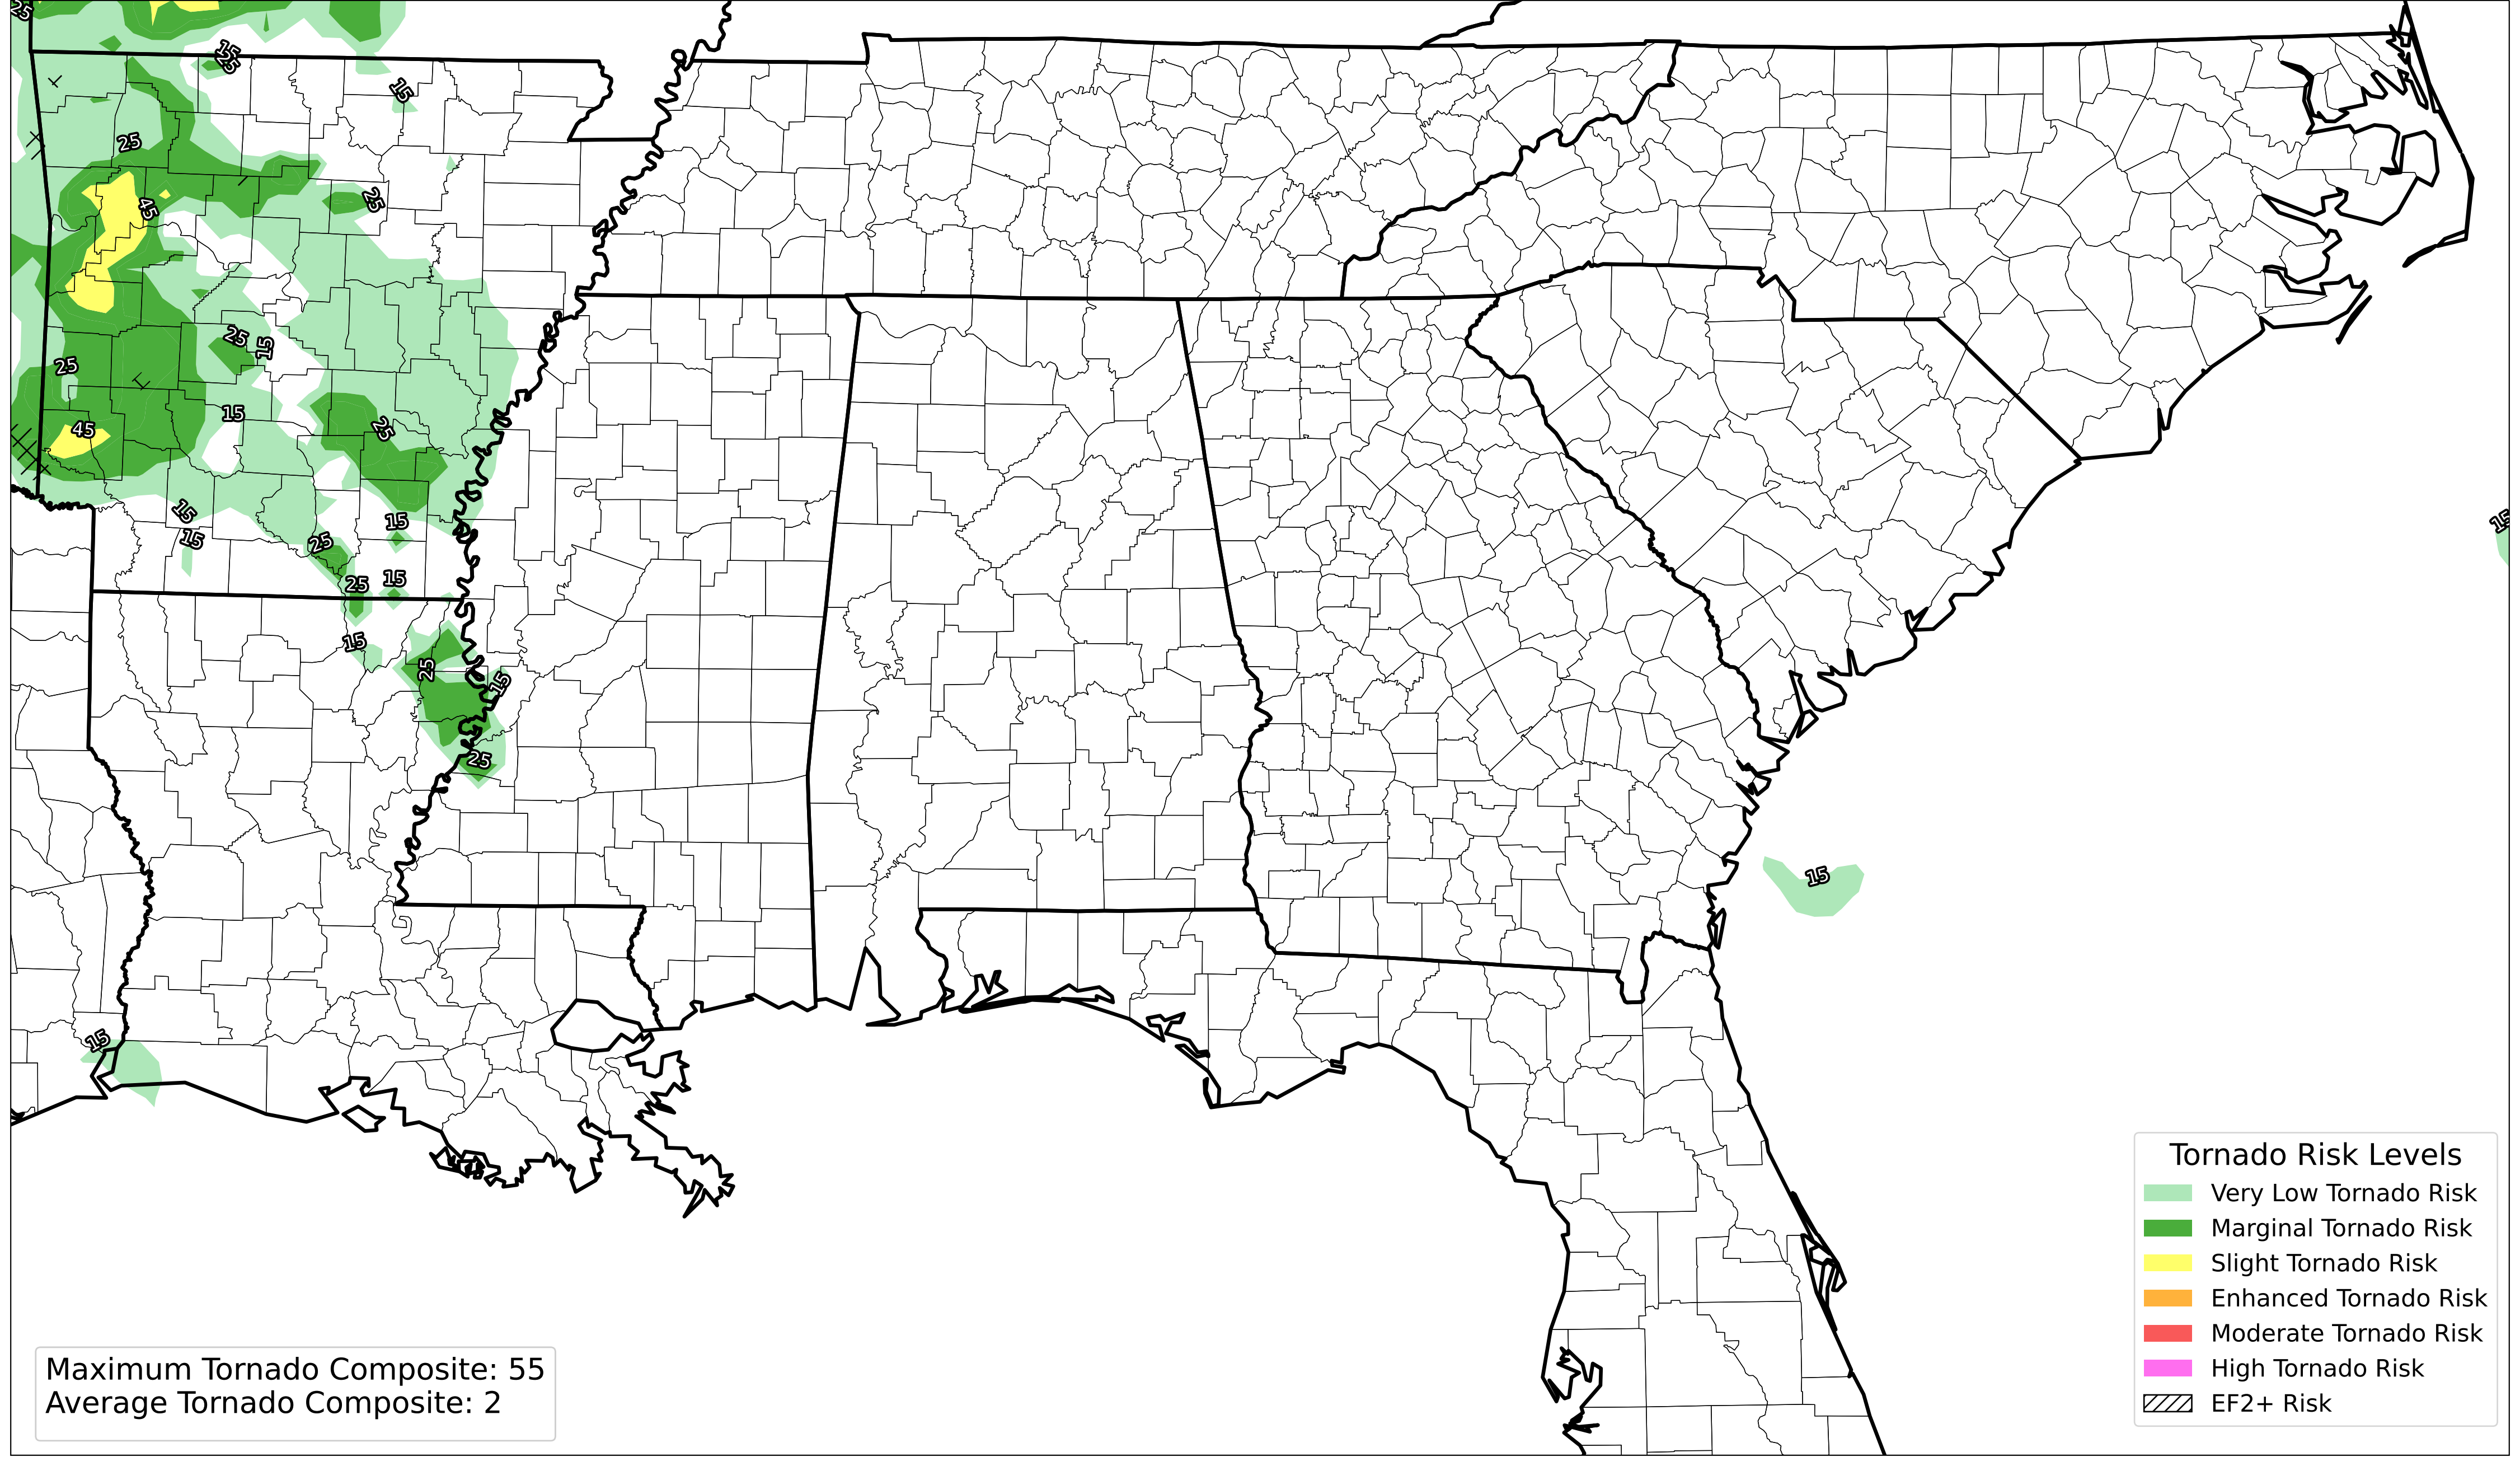 25
15
25
15
25
45
25
25
25
15
45
15
25
15
15
15
25
25
15
15
25
15
25
15
15
15
Tornado Risk Levels
Very Low Tornado Risk
Marginal Tornado Risk
Slight Tornado Risk
Enhanced Tornado Risk
Moderate Tornado Risk
High Tornado Risk
EF2+ Risk
Maximum Tornado Composite: 55
Average Tornado Composite: 2